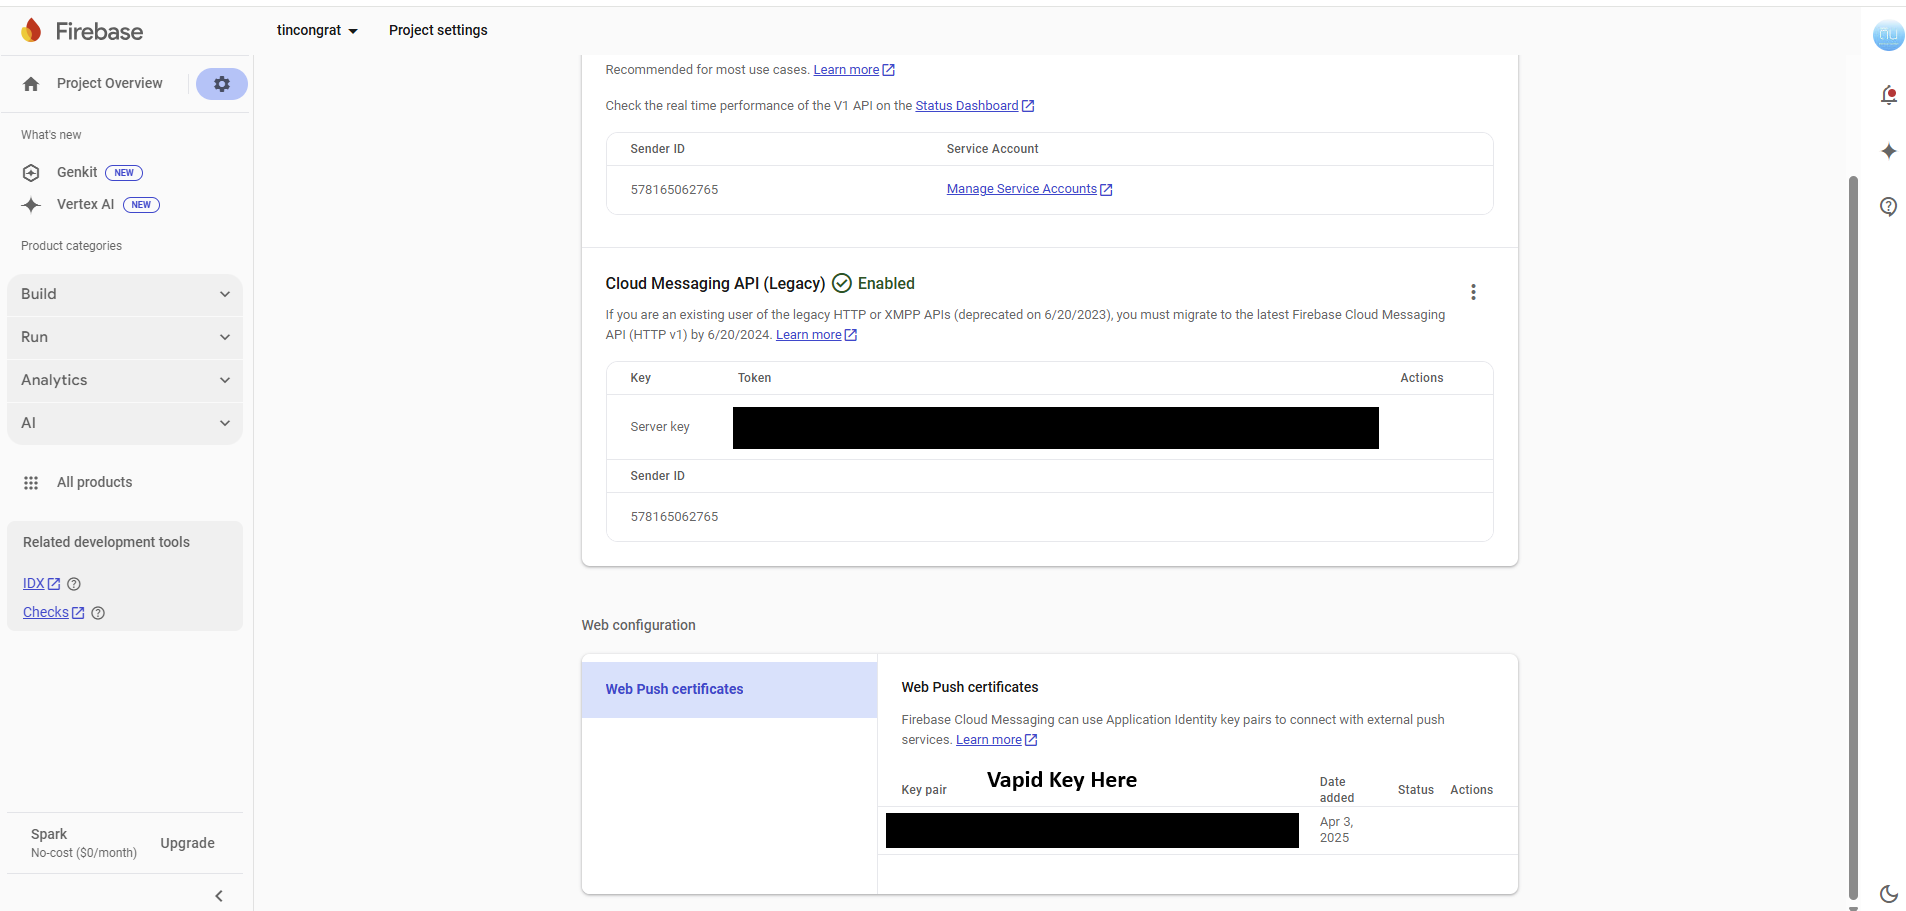 Firebase
tincongrat
Project settings
Project Overview
What's new
Genkit NEW
Vertex AI NEW
Product categories
Build
Run
Analytics
AI
All products
Related development tools
IDX
Checks
Spark
No-cost ($0/month)
Upgrade
Recommended for most use cases. Learn more
Check the real time performance of the V1 API on the Status Dashboard
Sender ID Service Account
578165062765 Manage Service Accounts
Cloud Messaging API (Legacy) Enabled
If you are an existing user of the legacy HTTP or XMPP APIs (deprecated on 6/20/2023), you must migrate to the latest Firebase Cloud Messaging
API (HTTP v1) by 6/20/2024. Learn more
Key Token Actions
Server key
Sender ID
578165062765
Web configuration
Web Push certificates
Web Push certificates
Firebase Cloud Messaging can use Application Identity key pairs to connect with external push
services. Learn more
Vapid Key Here
Key pair Date added Status Actions
Apr 3,
2025